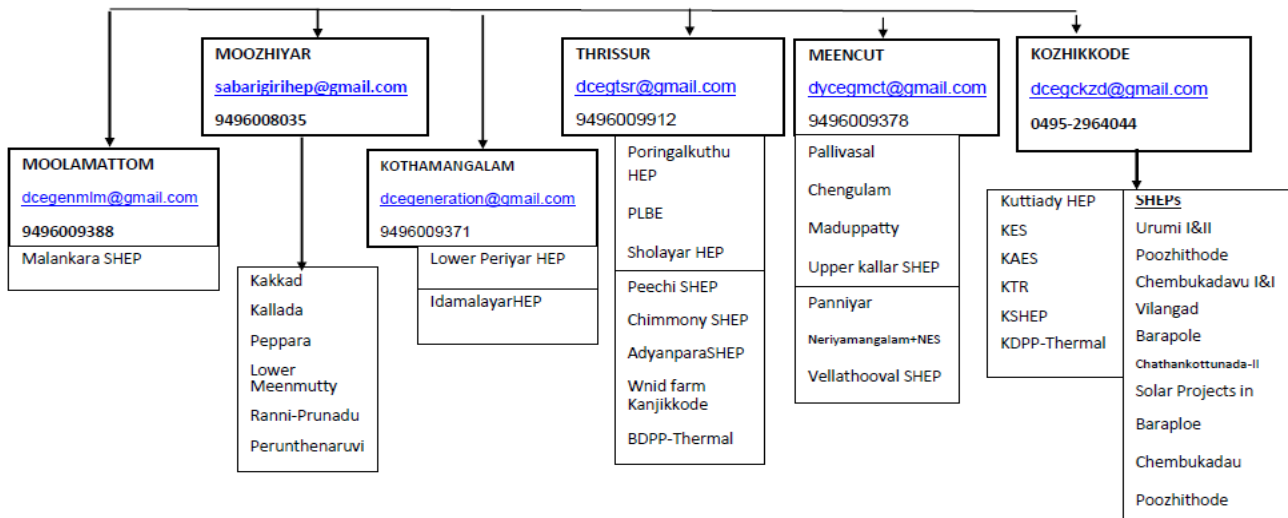 MOOZHIYAR
sabarigirihep@gmail.com
9496008035
THRISSUR
dcegtsr@gmail.com
9496009912
MEENCUT
dycegmct@gmail.com
9496009378
KOZHIKKODE
dcegckzd@gmail.com
0495-2964044
MOOLAMATTOM
dcegenmlm@gmail.com
9496009388
Malankara SHEP
KOTHAMANGALAM
dcegeneration@gmail.com
9496009371
Lower Periyar HEP
IdamalayarHEP
Kakkad
Kallada
Peppara
Lower
Meenmutty
Ranni-Prunadu
Perunthenaruvi
Poringalkuthu
HEP
PLBE
Sholayar HEP
Peechi SHEP
Chimmony SHEP
AdyanparaSHEP
Wnid farm
Kanjikkode
BDPP-Thermal
Pallivasal
Chengulam
Maduppatty
Upper kallar SHEP
Panniyar
Neriyamangalam+NES
Vellathooval SHEP
Kuttiady HEP
KES
KAES
KTR
KSHEP
KDPP-Thermal
SHEPs
Urumi I&II
Poozhithode
Chembukadavu I&I
Vilangad
Barapole
Chathankottunada-II
Solar Projects in
Baraploe
Chembukadau
Poozhithode